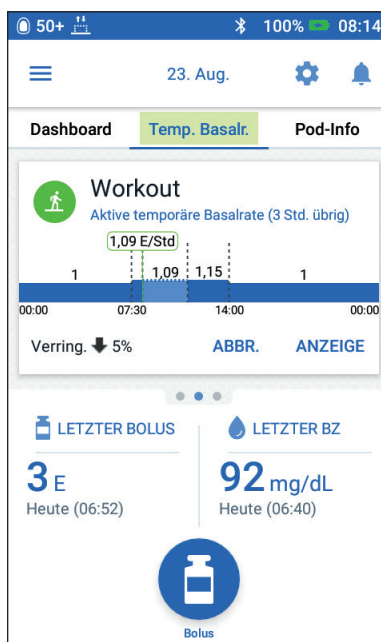 50+ 100% 08:14
23. Aug.
Dashboard Temp. Basalr. Pod-Info
Workout
Aktive temporäre Basalrate (3 Std. übrig)
1,09 E/Std
1 1,09 1,15 1
00:00 07:30 14:00 00:00
Verring. 5% ABBR. ANZEIGE
LETZTER BOLUS LETZTER BZ
3 E 92 mg/dL
Heute (06:52) Heute (06:40)
Bolus